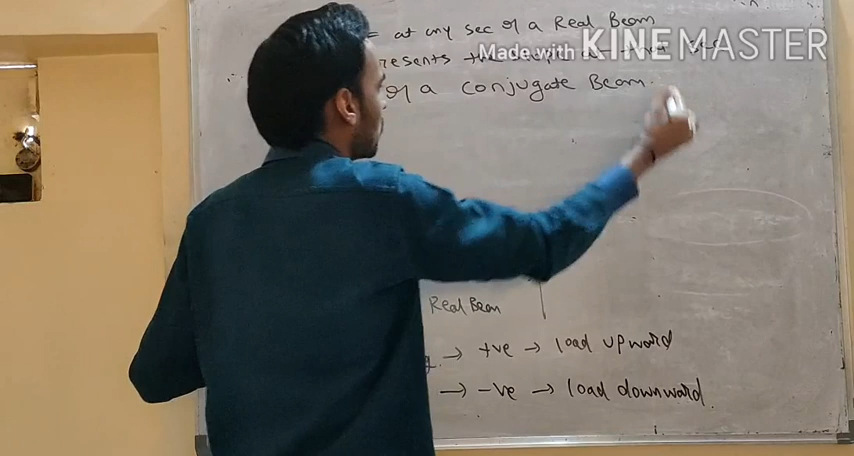 = at any sec of a Real Beam
resents the
Made with KINEMASTER
of a conjugate Beam.
Real Beam
→ +ve → load upward
→ -ve → load downward.